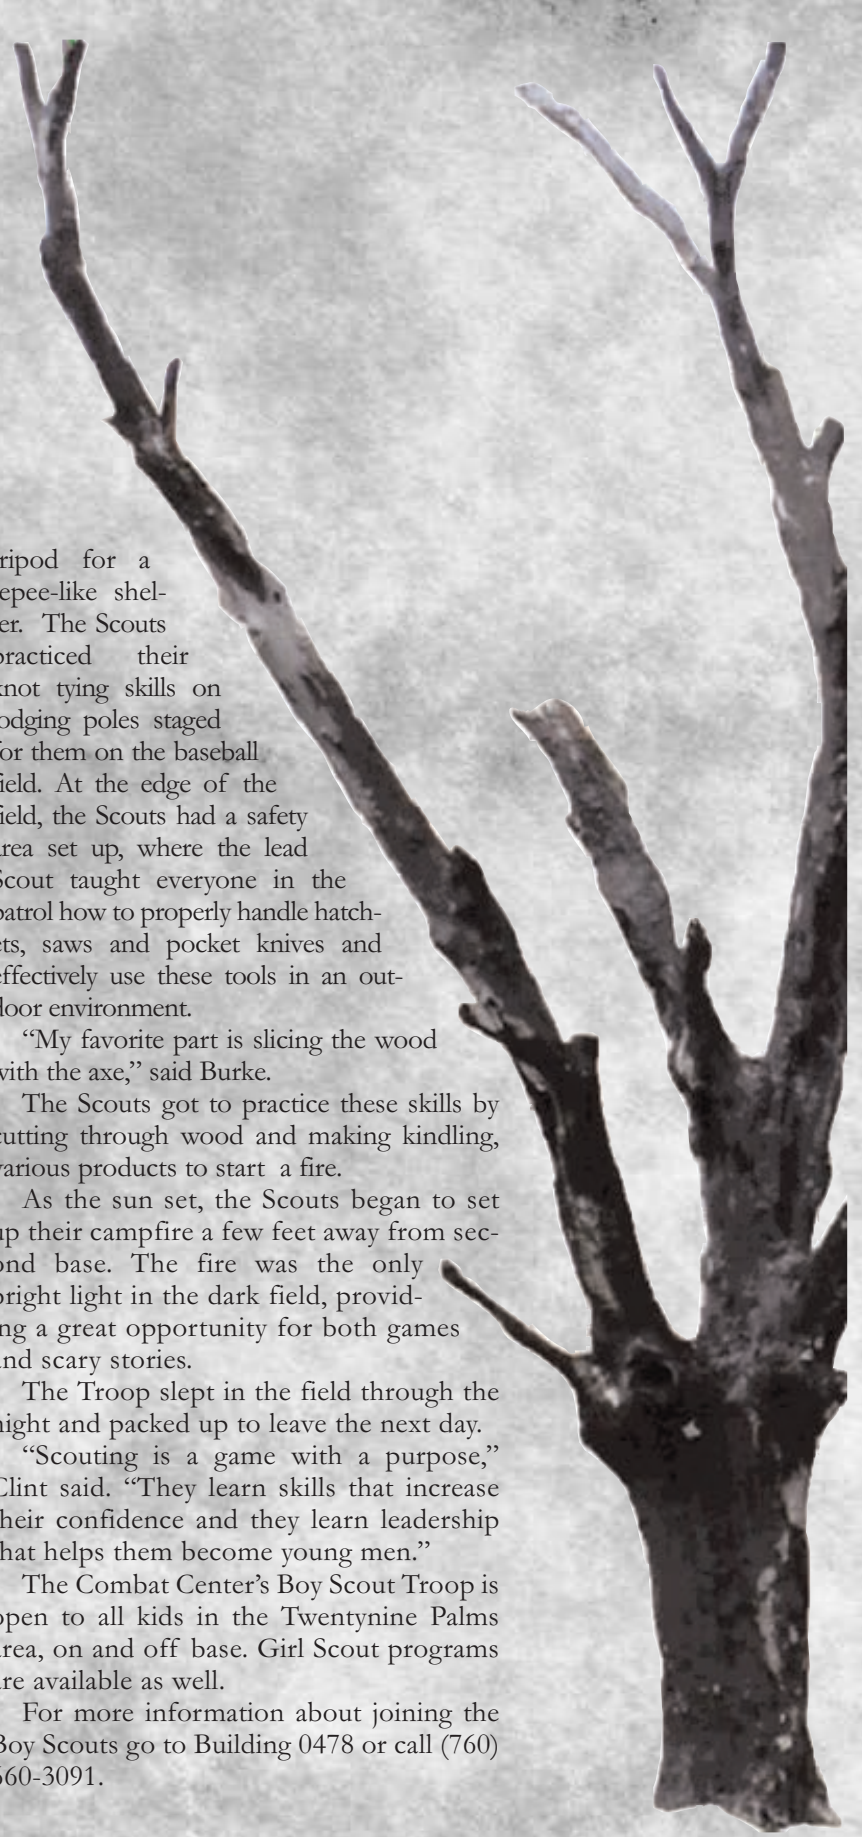 ripod for a
epee-like shel-
er. The Scouts
practiced their
knot tying skills on
odging poles staged
for them on the baseball
field. At the edge of the
field, the Scouts had a safety
area set up, where the lead
Scout taught everyone in the
patrol how to properly handle hatch-
ets, saws and pocket knives and
effectively use these tools in an out-
door environment.
“My favorite part is slicing the wood
with the axe,” said Burke.
The Scouts got to practice these skills by
cutting through wood and making kindling,
various products to start a fire.
As the sun set, the Scouts began to set
up their campfire a few feet away from sec-
ond base. The fire was the only
bright light in the dark field, provid-
ing a great opportunity for both games
and scary stories.
The Troop slept in the field through the
night and packed up to leave the next day.
“Scouting is a game with a purpose,”
Clint said. “They learn skills that increase
their confidence and they learn leadership
that helps them become young men.”
The Combat Center’s Boy Scout Troop is
open to all kids in the Twentynine Palms
area, on and off base. Girl Scout programs
are available as well.
For more information about joining the
Boy Scouts go to Building 0478 or call (760)
60-3091.